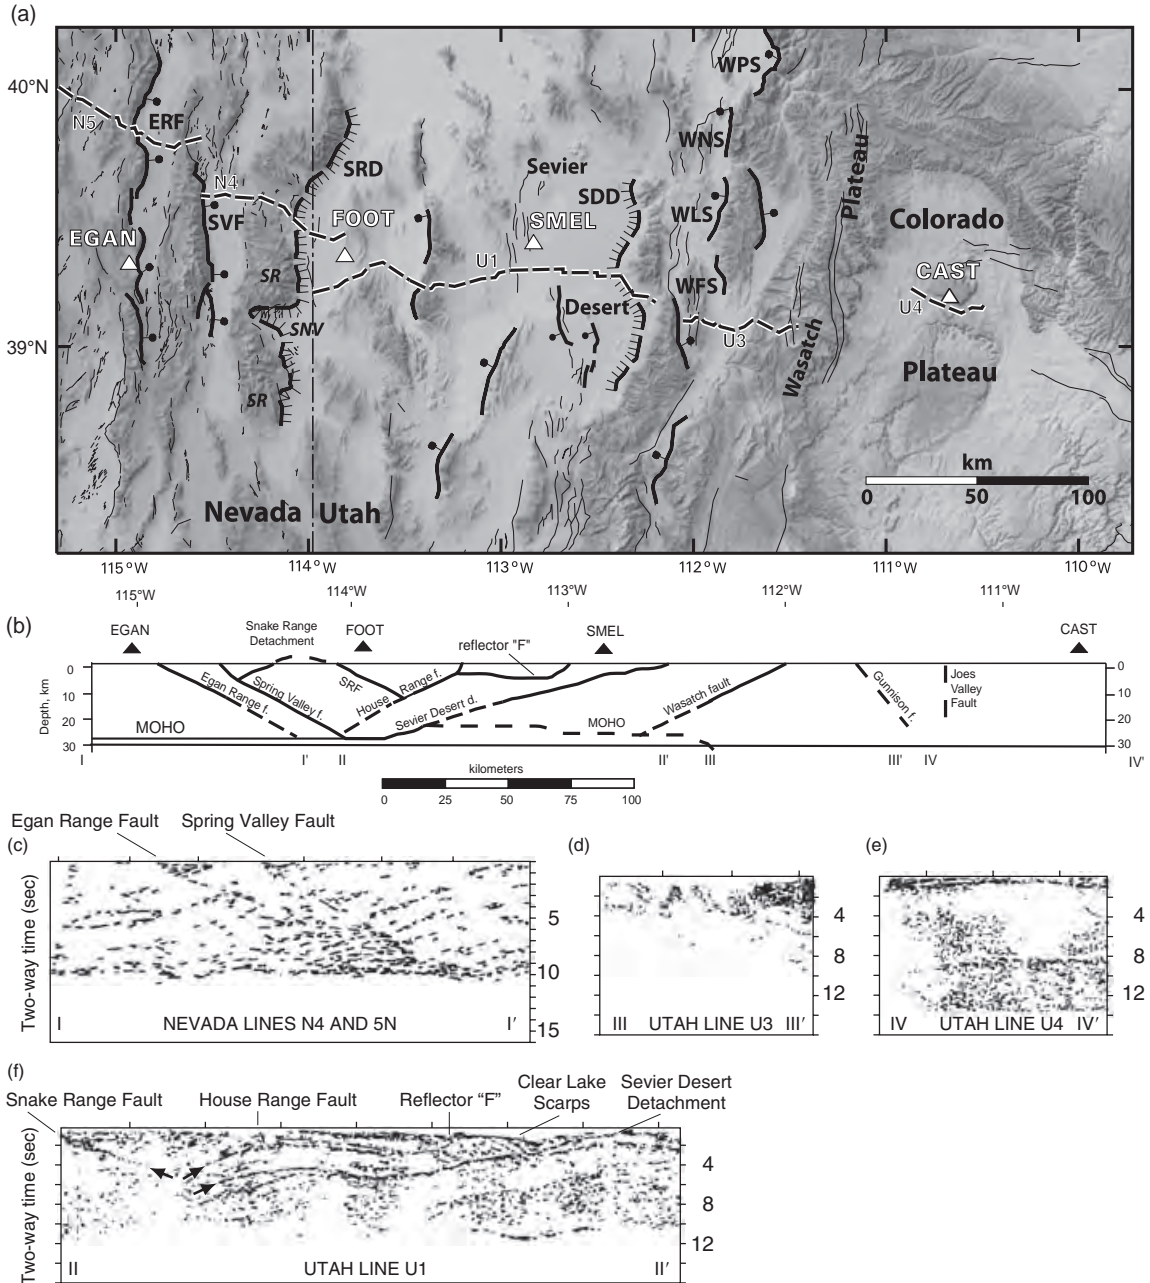 (a)
40°N
39°N
N5
ERF
N4
EGAN
SVF
SR
SNV
SR
SRD
FOOT
Sevier
SMEL
SDD
U1
Desert
WPS
WNS
WLS
WFS
U3
Plateau
Wasatch
Colorado
CAST
U4
Plateau
Nevada
Utah
km
0 50 100
115°W 114°W 113°W 112°W 111°W 110°W
115°W 114°W 113°W 112°W 111°W
(b)
EGAN
Snake Range
Detachment
FOOT
reflector "F"
SMEL
CAST
Depth, km
0
10
20
30
Egan Range f.
Spring Valley f.
SRF
House Range f.
Sevier Desert d.
MOHO
MOHO
Wasatch fault
Gunnison f.
Joes
Valley
Fault
0
10
20
30
I I' II II' III III' IV IV'
kilometers
0 25 50 75 100
Egan Range Fault Spring Valley Fault
(c)
Two-way time (sec)
5
10
15
I NEVADA LINES N4 AND 5N I′
(d)
4
8
12
III UTAH LINE U3 III′
(e)
4
8
12
IV UTAH LINE U4 IV′
(f)
Snake Range Fault House Range Fault Reflector “F”
Clear Lake
Scarps
Sevier Desert
Detachment
Two-way time (sec)
4
8
12
II UTAH LINE U1 II′